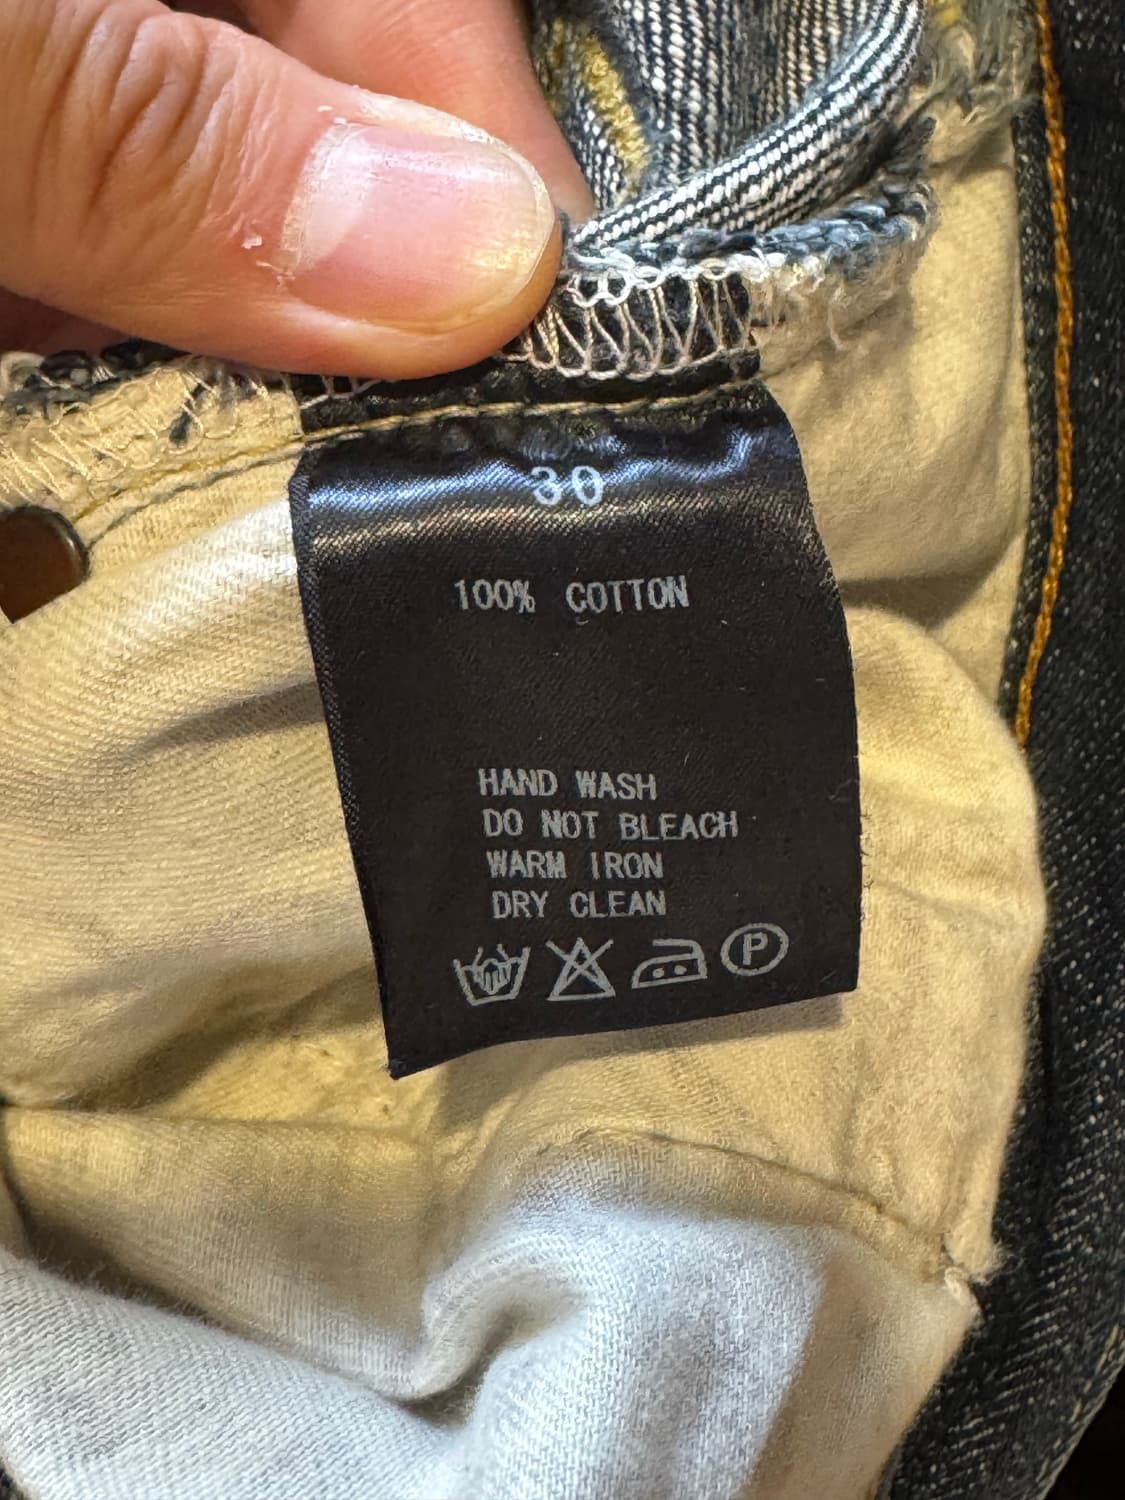 30
100% COTTON
HAND WASH
DO NOT BLEACH
WARM IRON
DRY CLEAN
P